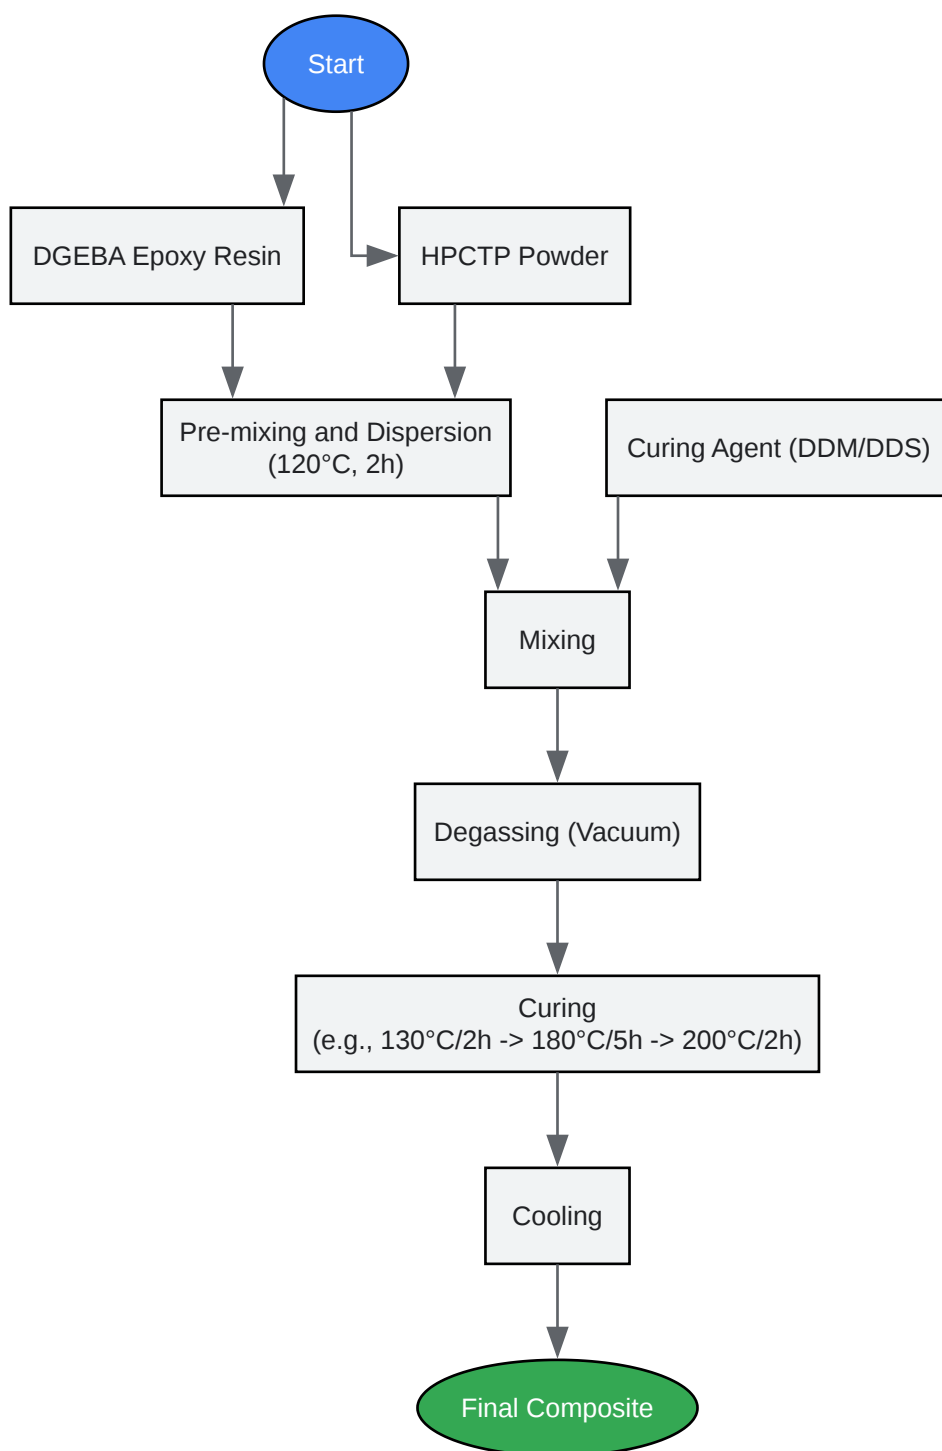 Start
DGEBA Epoxy Resin
HPCTP Powder
Pre-mixing and Dispersion
(120°C, 2h)
Curing Agent (DDM/DDS)
Mixing
Degassing (Vacuum)
Curing
(e.g., 130°C/2h -> 180°C/5h -> 200°C/2h)
Cooling
Final Composite